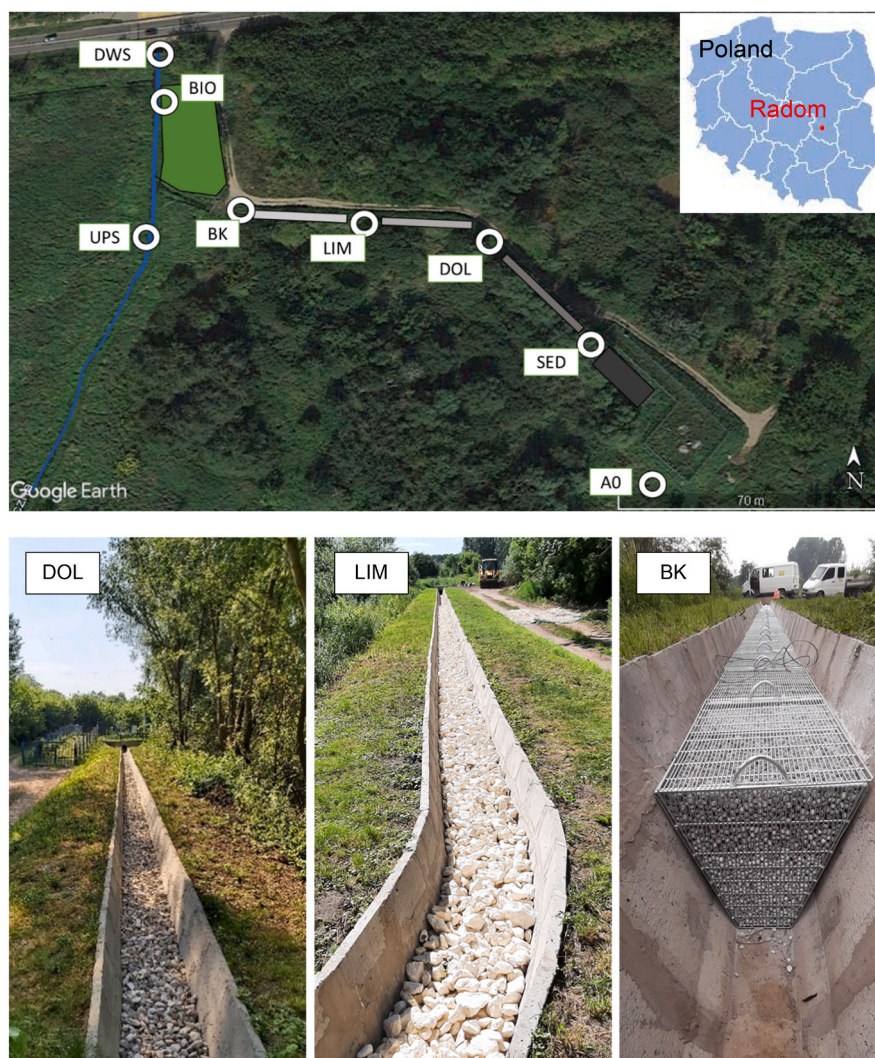 DWS
BIO
UPS
BK
LIM
DOL
SED
A0
Poland
Radom
Google Earth
70 m
N
DOL
LIM
BK